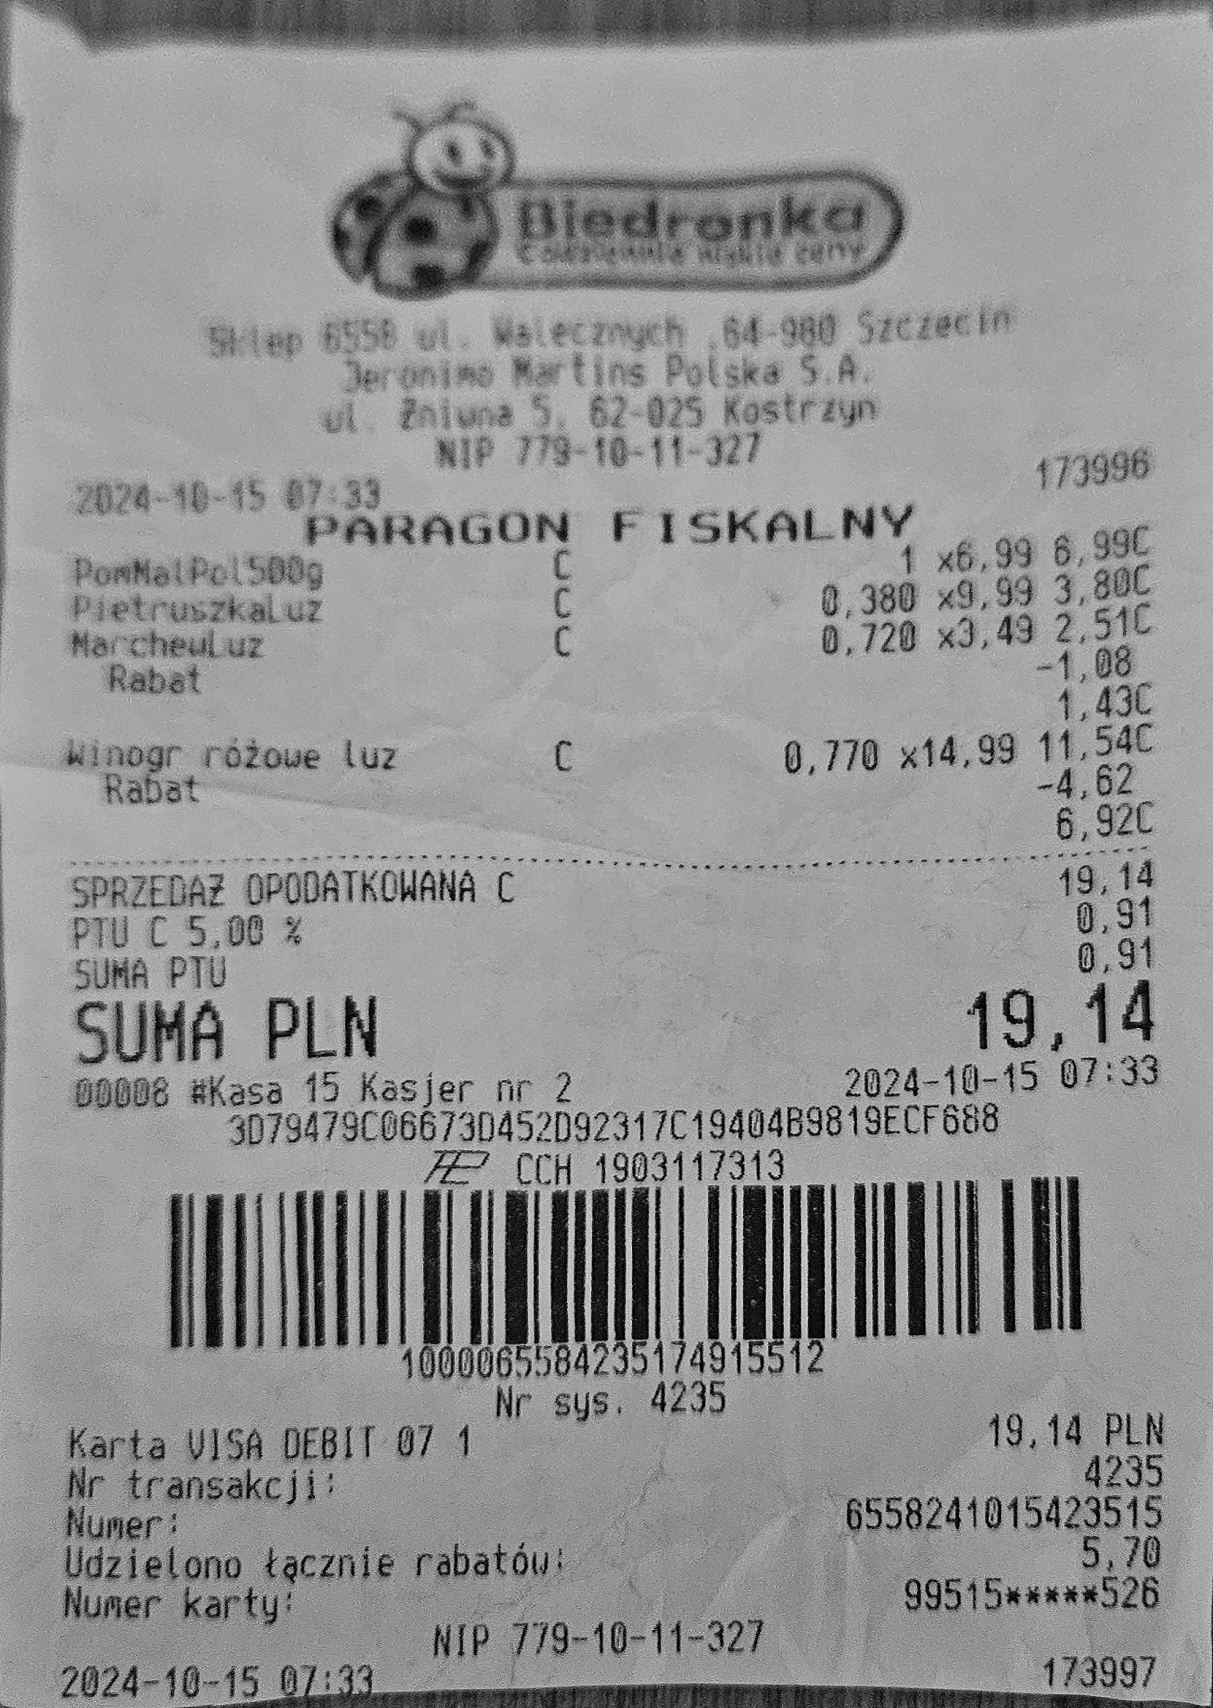 Biedronka
Codziennie niskie ceny
Sklep 6558 ul. Walecznych ,64-980 Szczecin
Jeronimo Martins Polska S.A.
ul. Żniwna 5, 62-025 Kostrzyn
NIP 779-10-11-327
2024-10-15 07:33 173996
PARAGON FISKALNY
PomMalPol500g C 1 x6,99 6,99C
PietruszkaLuz C 0,380 x9,99 3,80C
MarchewLuz C 0,720 x3,49 2,51C
Rabat -1,08
1,43C
Winogr różowe luz C 0,770 x14,99 11,54C
Rabat -4,62
6,92C
SPRZEDAŻ OPODATKOWANA C 19,14
PTU C 5,00 % 0,91
SUMA PTU 0,91
SUMA PLN 19,14
00008 #Kasa 15 Kasjer nr 2 2024-10-15 07:33
3D79479C06673D452D92317C19404B9819ECF688
CCH 1903117313
1000065584235174915512
Nr sys. 4235
Karta VISA DEBIT 07 1 19,14 PLN
Nr transakcji: 4235
Numer: 6558241015423515
Udzielono łącznie rabatów: 5,70
Numer karty: 99515*****526
NIP 779-10-11-327
2024-10-15 07:33 173997